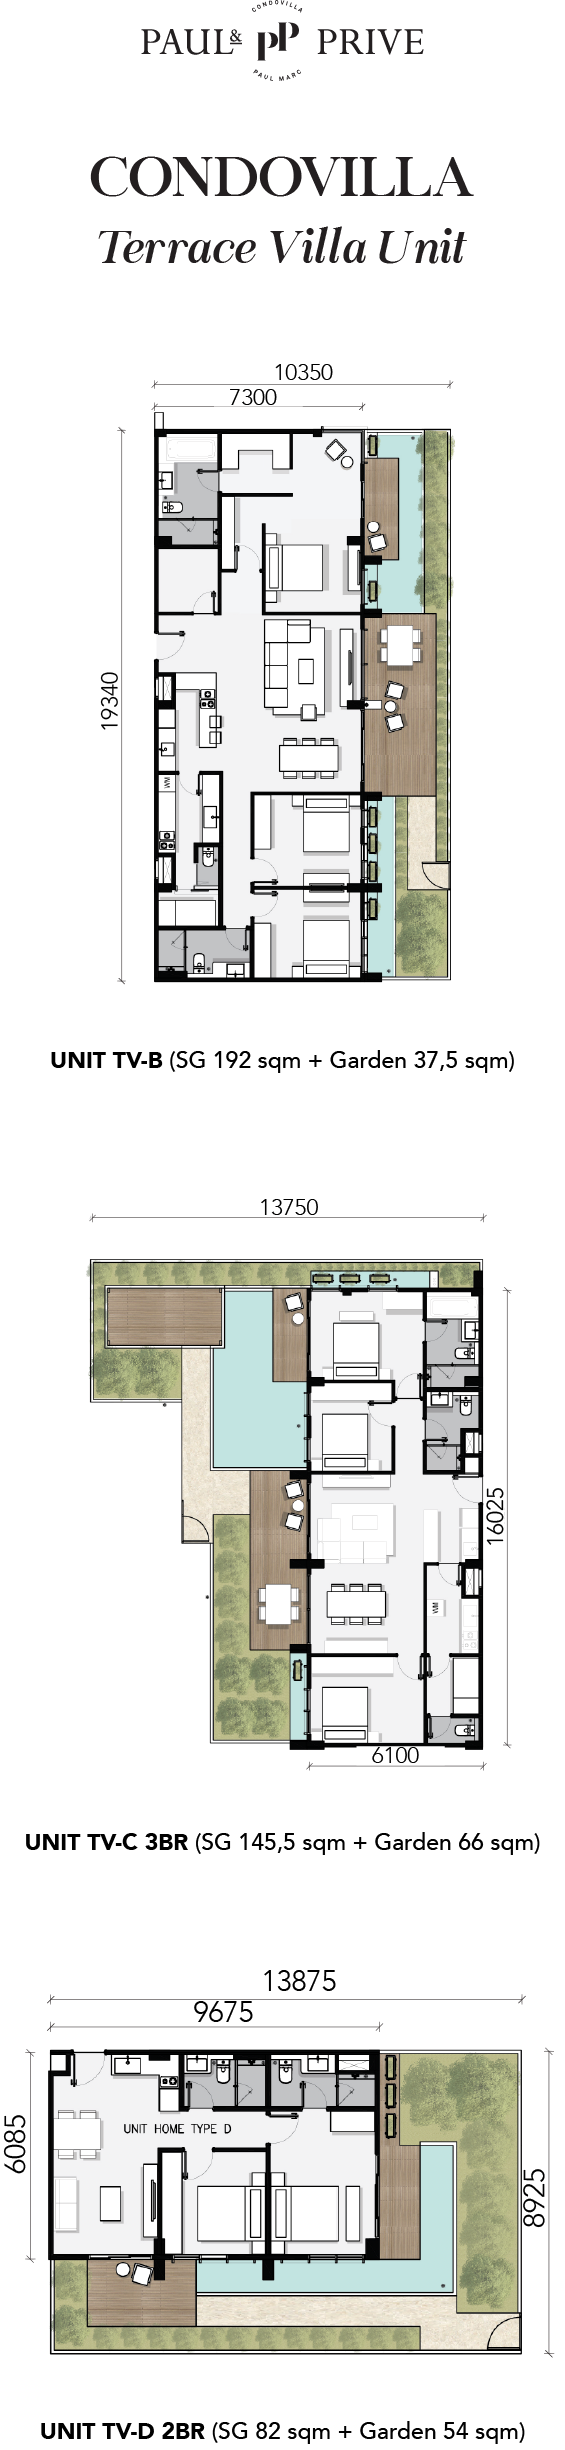 CONDOVILLA
PAUL & PP PRIVE
PAUL MARC
CONDOVILLA
Terrace Villa Unit
10350
7300
19340
WM
UNIT TV-B (SG 192 sqm + Garden 37,5 sqm)
13750
16025
WM
6100
UNIT TV-C 3BR (SG 145,5 sqm + Garden 66 sqm)
13875
9675
6085
UNIT HOME TYPE D
8925
UNIT TV-D 2BR (SG 82 sqm + Garden 54 sqm)